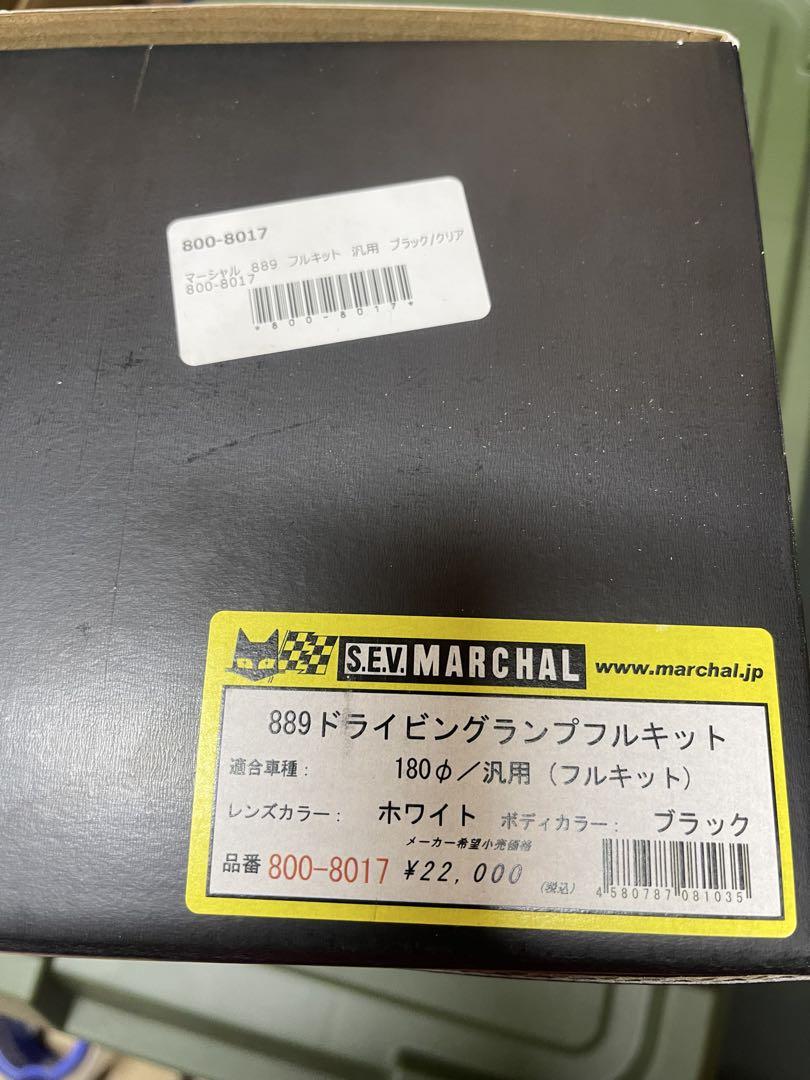 800-8017
マーシャル 889 フルキット 汎用 ブラック/クリア
800-8017
*800-8017*
S.E.V. MARCHAL www.marchal.jp
889ドライビングランプフルキット
適合車種: 180φ/汎用(フルキット)
レンズカラー: ホワイト ボディカラー: ブラック
メーカー希望小売価格
品番 800-8017 ¥22,000 (税込)
4 580787 081035